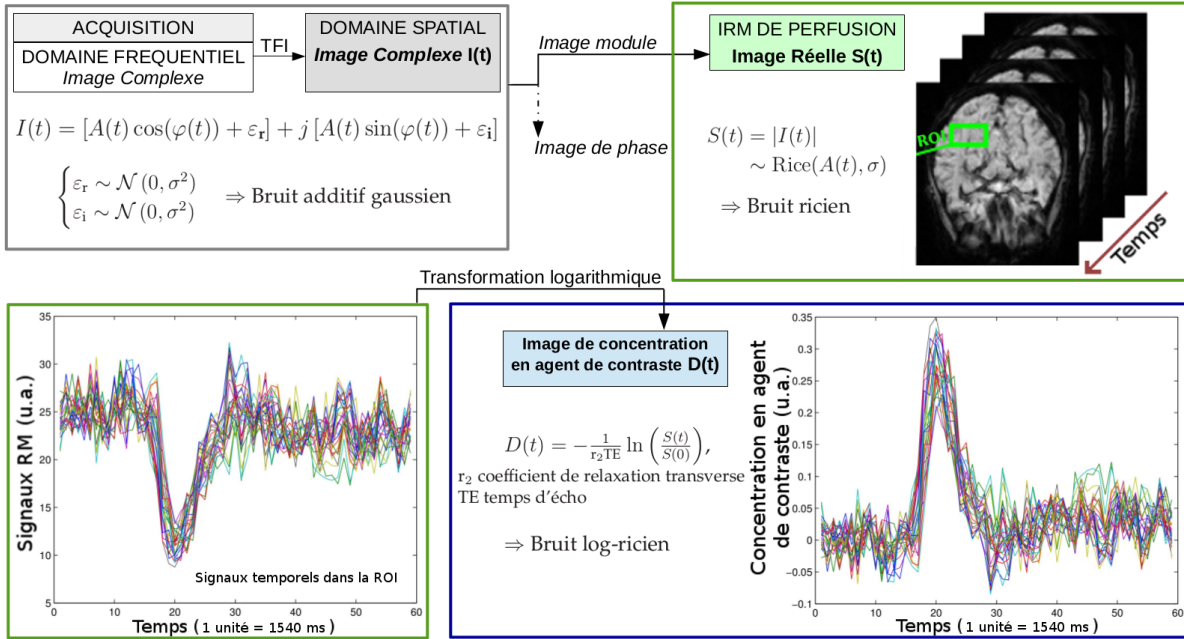 ACQUISITION
DOMAINE FREQUENTIEL
Image Complexe
TFI
DOMAINE SPATIAL
Image Complexe I(t)
I(t) = [A(t) cos(φ(t)) + εr] + j [A(t) sin(φ(t)) + εi]
εr ∼ N(0, σ²)
εi ∼ N(0, σ²)
⇒ Bruit additif gaussien
Image module
Image de phase
IRM DE PERFUSION
Image Réelle S(t)
S(t) = |I(t)|
∼ Rice(A(t), σ)
⇒ Bruit ricien
ROI
Temps
Transformation logarithmique
35
30
25
20
15
10
5
0 10 20 30 40 50 60
Signaux RM (u.a.)
Signaux temporels dans la ROI
Temps (1 unité = 1540 ms)
Image de concentration
en agent de contraste D(t)
D(t) = −1/(r₂TE) ln (S(t)/S(0)),
r₂ coefficient de relaxation transverse
TE temps d'écho
⇒ Bruit log-ricien
Concentration en agent
de contraste (u.a.)
0.35
0.3
0.25
0.2
0.15
0.1
0.05
0
-0.05
-0.1
0 10 20 30 40 50 60
Temps (1 unité = 1540 ms)